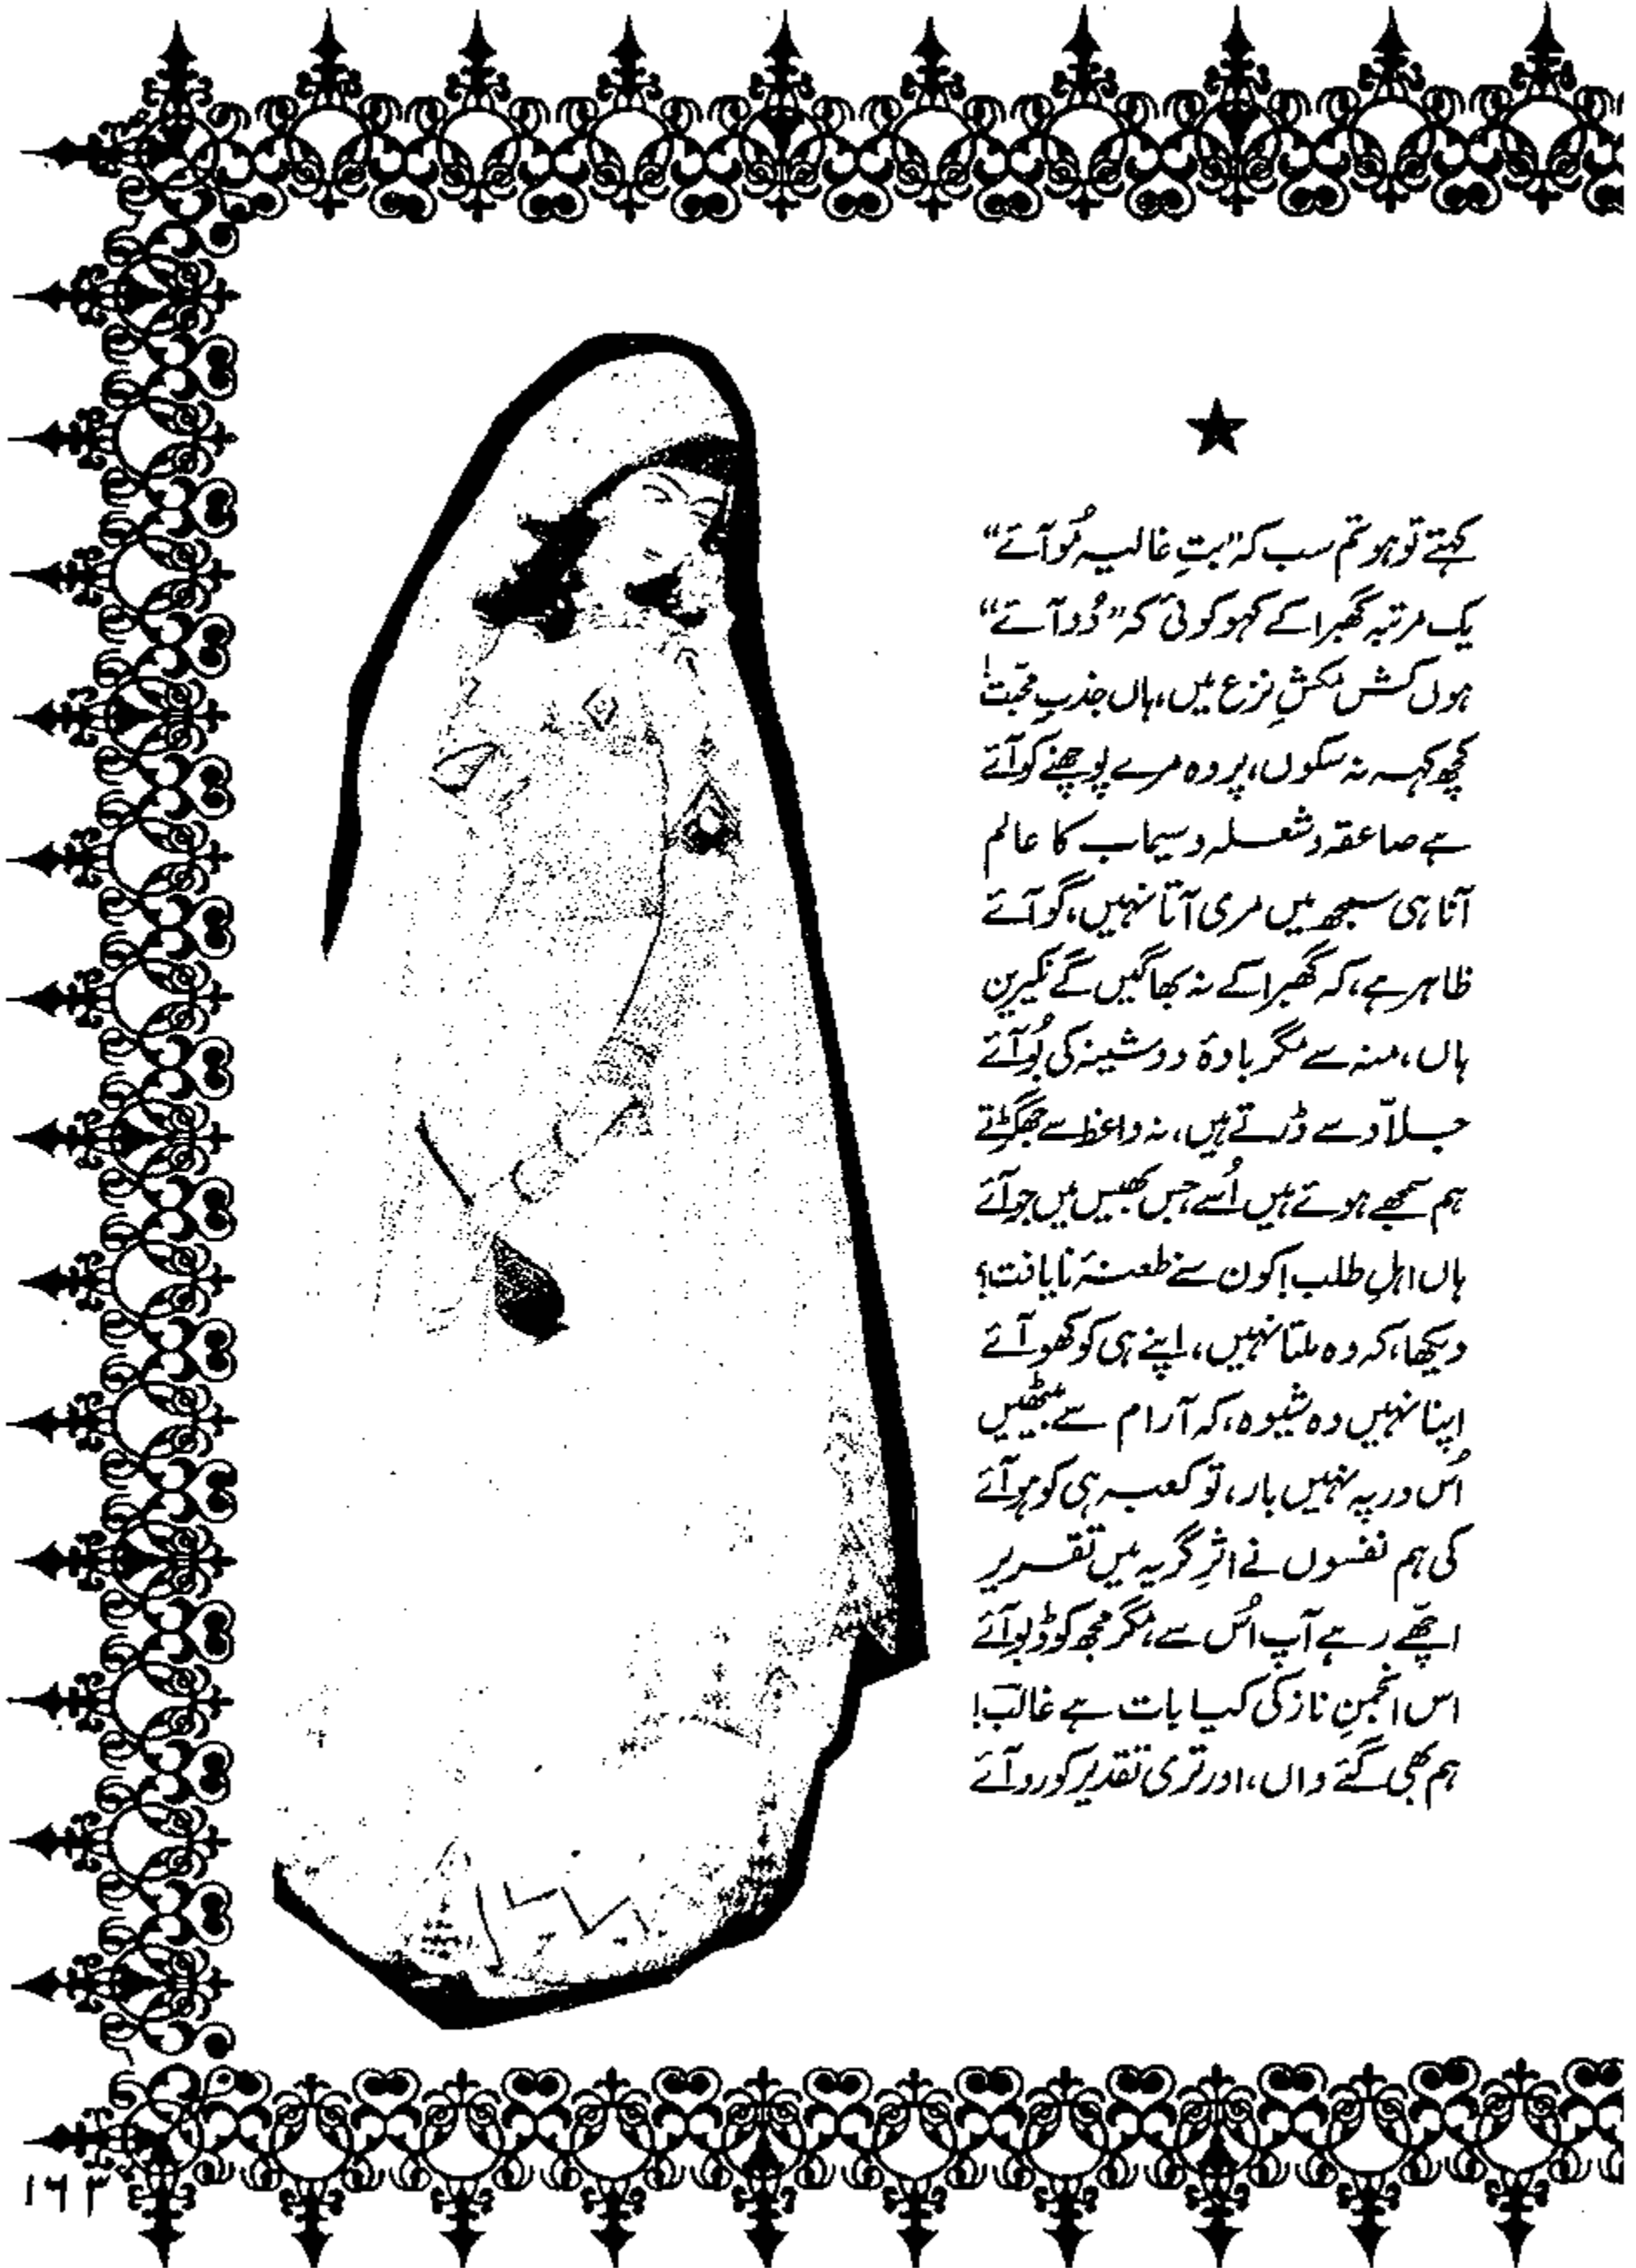 کہتے تو ہو تم سب کہ "بتِ غالیہ مُو آئے"
یک مرتبہ گھبرا کے کہو کوئی کہ "وُو آئے"
ہوں کش مکشِ نزع میں، ہاں جذبِ محبّت
کچھ کہہ نہ سکوں، پر وہ مرے پوچھنے کو آئے
ہے صاعقہ و شعلہ و سیماب کا عالم
آنا ہی سمجھ میں مری آتا نہیں، گو آئے
ظاہر ہے، کہ گھبرا کے نہ بھاگیں گے نکیرین
ہاں، منہ سے مگر بادۂ دوشینہ کی بُو آئے
جلاّد سے ڈرتے ہیں، نہ واعظ سے جھگڑتے
ہم سمجھے ہوئے ہیں اُسے جس بھیس میں جو آئے
ہاں اہلِ طلب! کون سنے طعنۂ نایافت؟
دیکھا، کہ وہ ملتا نہیں، اپنے ہی کو کھو آئے
اپنا نہیں وہ شیوہ، کہ آرام سے بیٹھیں
اُس در پہ نہیں بار، تو کعبہ ہی کو ہو آئے
کی ہم نفسوں نے اثرِ گریہ میں تقریر
اچّھے رہے آپ اُس سے، مگر مجھ کو ڈبو آئے
اس انجمنِ ناز کی کیا بات ہے غالبؔ!
ہم بھی گئے واں، اور تری تقدیر کو رو آئے